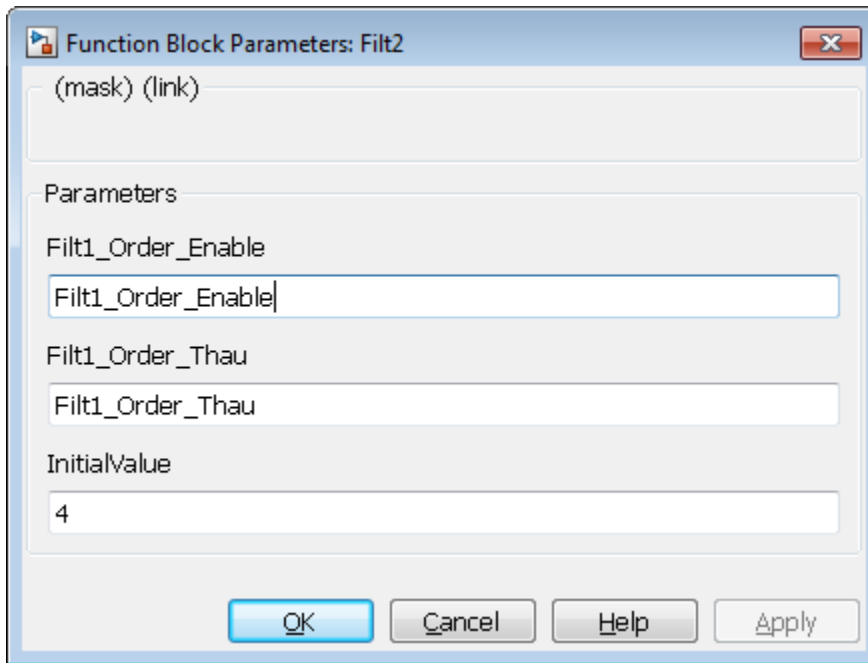 Function Block Parameters: Filt2
(mask) (link)
Parameters
Filt1_Order_Enable
Filt1_Order_Enable
Filt1_Order_Thau
Filt1_Order_Thau
InitialValue
4
OK Cancel Help Apply